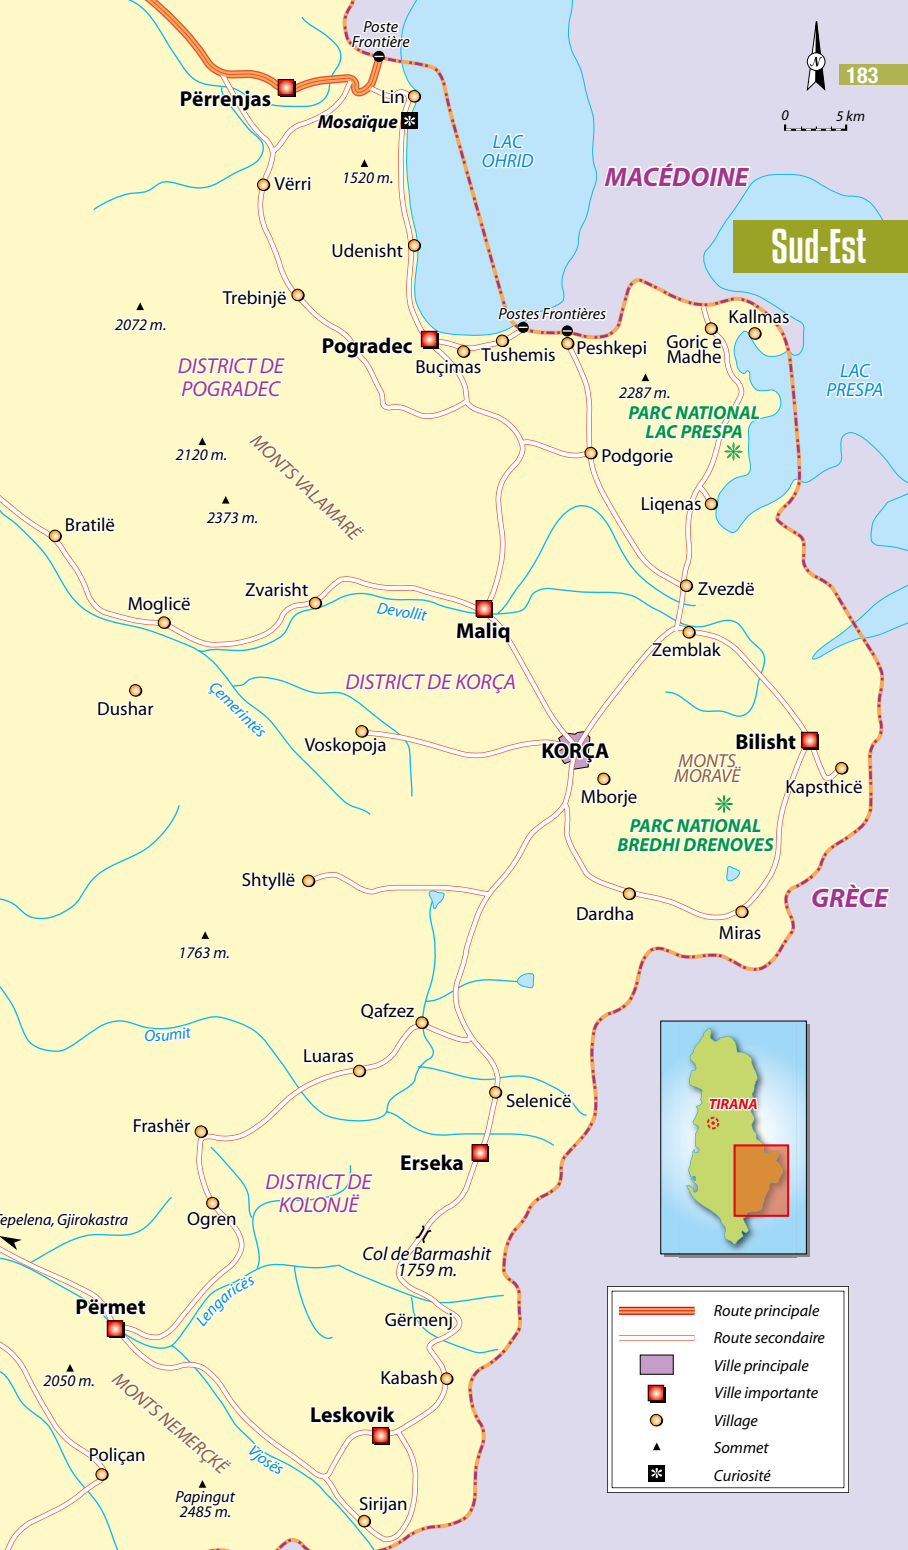 Poste
Frontière
183
Përrenjas
Lin
0 5 km
Mosaïque
LAC
OHRID
1520 m.
MACÉDOINE
Vërri
Sud-Est
Udenisht
Trebinjë
2072 m.
Postes Frontières
Kallmas
Pogradec
Tushemis
Peshkepi
Goric e
Madhe
Buçimas
DISTRICT DE
POGRADEC
LAC
PRESPA
2287 m.
PARC NATIONAL
LAC PRESPA
2120 m.
MONTS VALAMARË
Podgorie
2373 m.
Liqenas
Bratilë
Zvarisht
Zvezdë
Moglicë
Devollit
Maliq
Zemblak
DISTRICT DE KORÇA
Çemerintës
Dushar
Voskopoja
KORÇA
Bilisht
MONTS
MORAVË
Kapsthicë
Mborje
PARC NATIONAL
BREDHI DRENOVES
Shtyllë
GRÈCE
Dardha
Miras
1763 m.
Qafzez
Osumit
Luaras
Selenicë
TIRANA
Frashër
Erseka
DISTRICT DE
KOLONJË
Ogren
Tepelena, Gjirokastra
Col de Barmashit
1759 m.
Lengaricës
Përmet
Gërmenj
Route principale
Route secondaire
Ville principale
2050 m.
Kabash
MONTS NEMERÇKË
Ville importante
Leskovik
Village
Poliçan
Vjosës
Sommet
Curiosité
Papingut
2485 m.
Sirijan
N